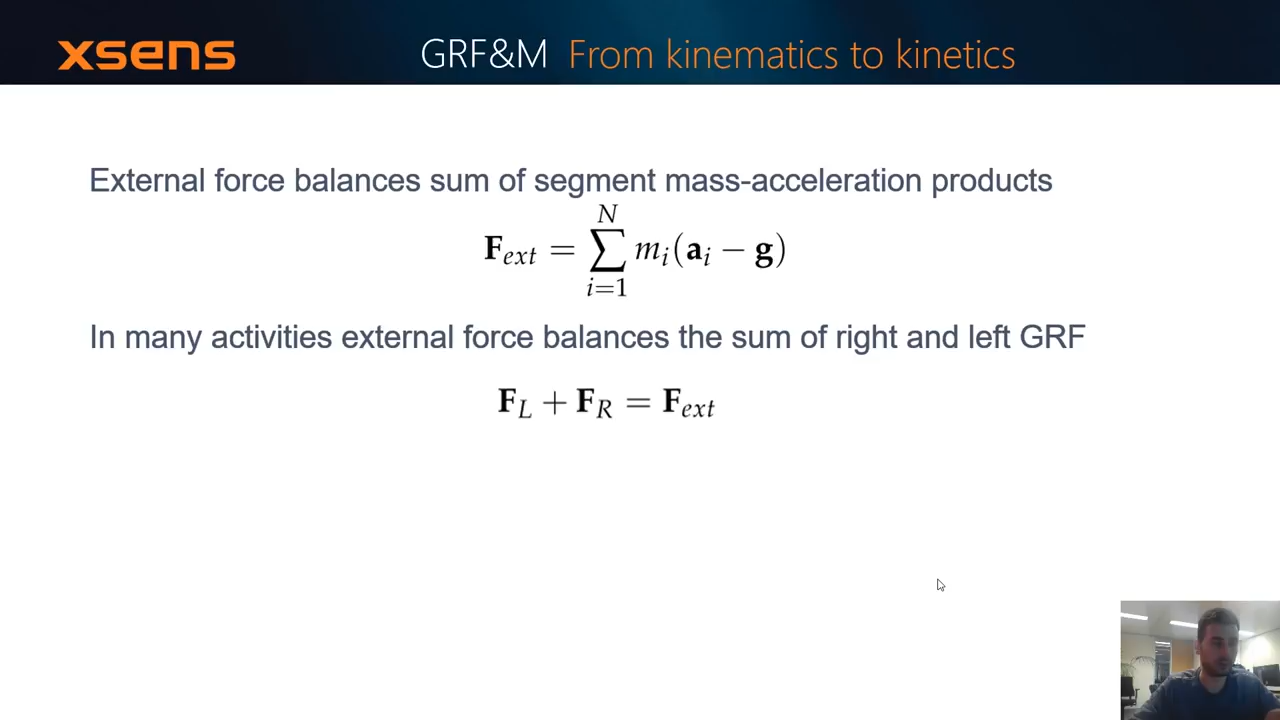 xsens
GRF&M From kinematics to kinetics
External force balances sum of segment mass-acceleration products
N
F_ext = ∑ m_i(a_i − g)
i=1
In many activities external force balances the sum of right and left GRF
F_L + F_R = F_ext